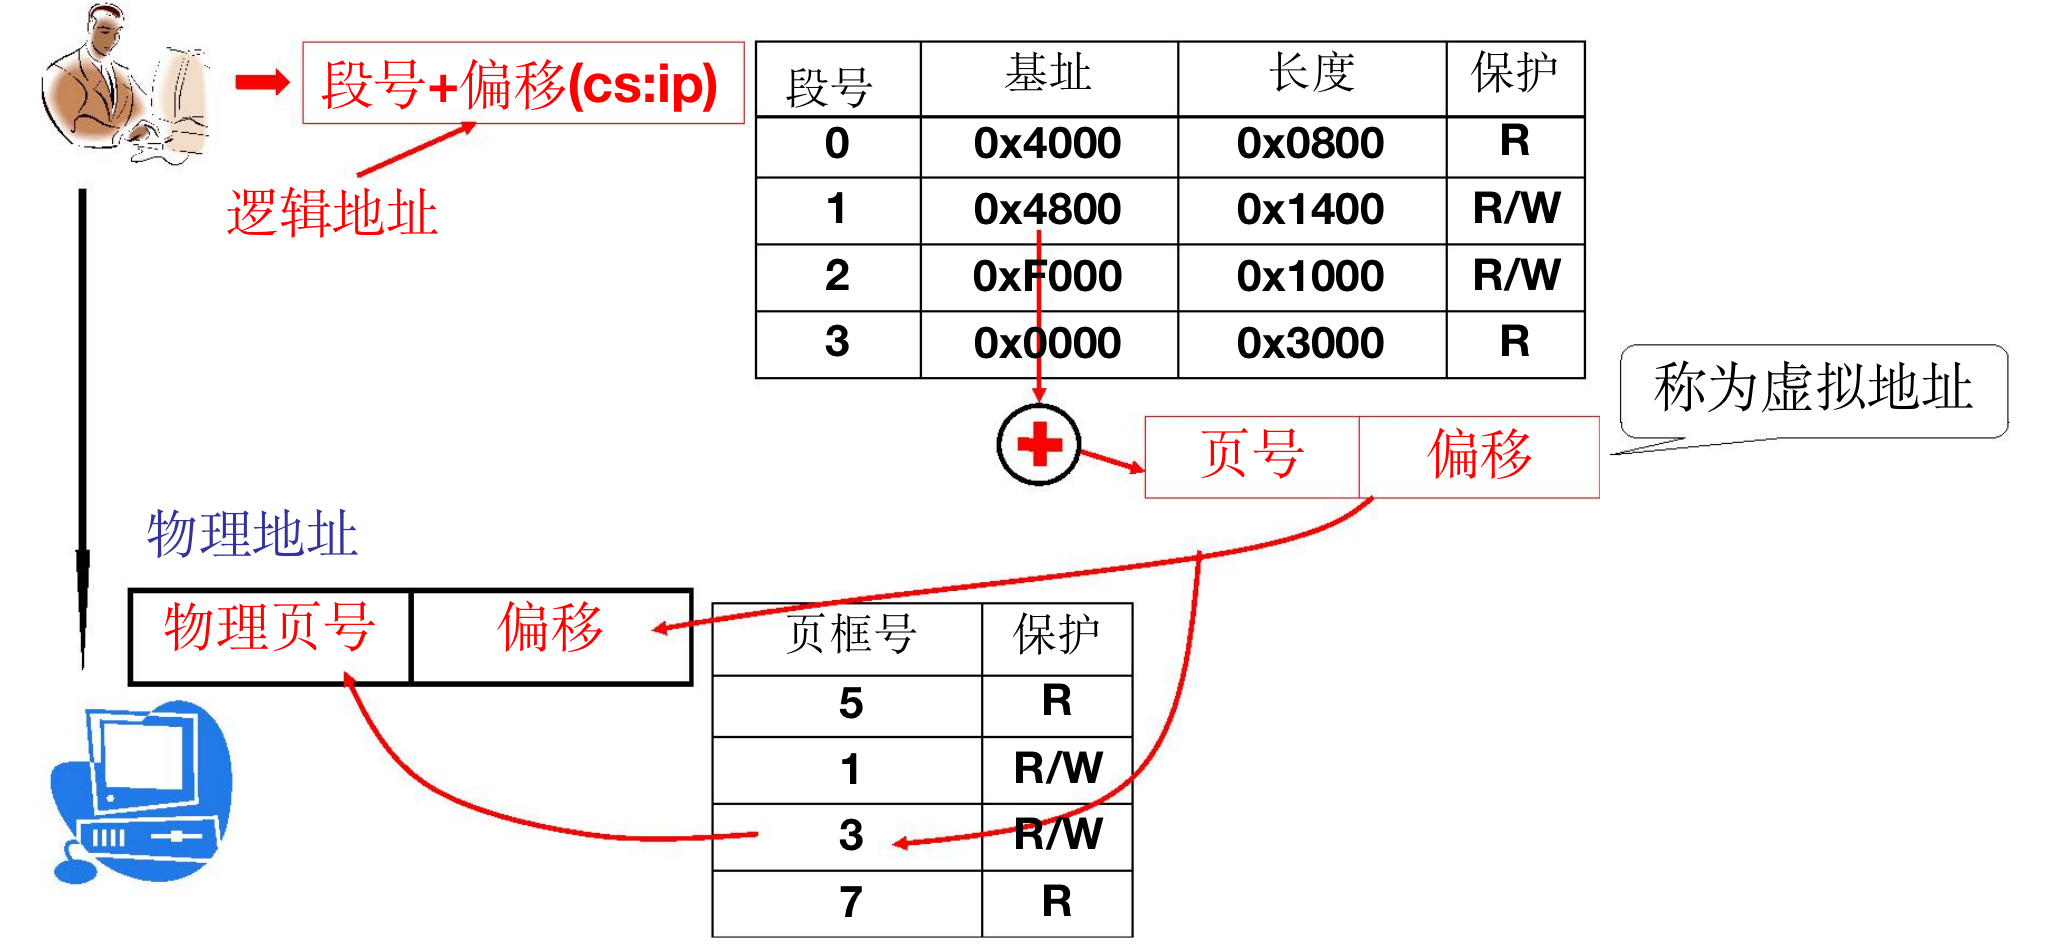 段号+偏移(cs:ip)
逻辑地址
段号 基址 长度 保护
0 0x4000 0x0800 R
1 0x4800 0x1400 R/W
2 0xF000 0x1000 R/W
3 0x0000 0x3000 R
称为虚拟地址
页号 偏移
物理地址
物理页号 偏移
页框号 保护
5 R
1 R/W
3 R/W
7 R